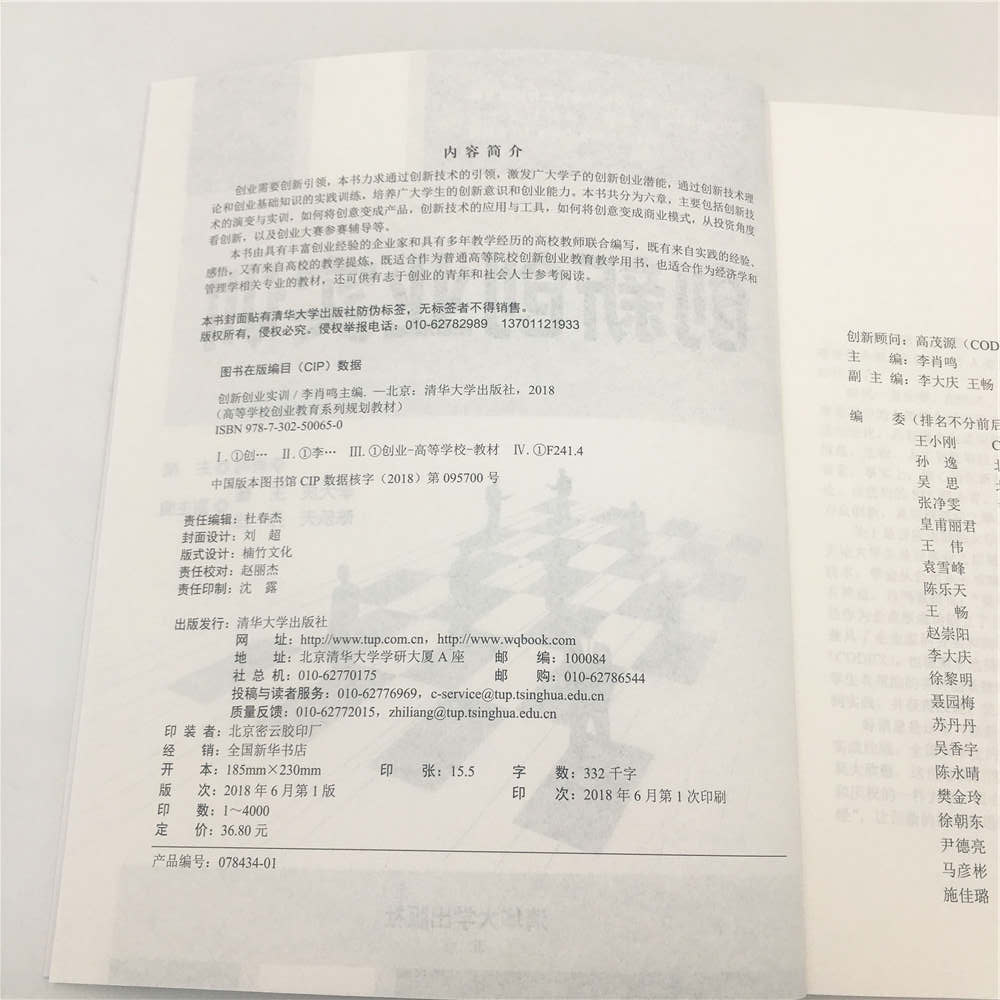 内 容 简 介
创业需要创新引领，本书力求通过创新技术的引领，激发广大学子的创新创业潜能，通过创新技术理
论和创业基础知识的实践训练，培养广大学生的创新意识和创业能力。本书共分为六章，主要包括创新技
术的演变与实训，如何将创意变成产品，创新技术的应用与工具，如何将创意变成商业模式，从投资角度
看创新，以及创业大赛参赛辅导等。
本书由具有丰富创业经验的企业家和具有多年教学经历的高校教师联合编写，既有来自实践的经验、
感悟，又有来自高校的教学提炼，既适合作为普通高等院校创新创业教育教学用书，也适合作为经济学和
管理学相关专业的教材，还可供有志于创业的青年和社会人士参考阅读。
本书封面贴有清华大学出版社防伪标签，无标签者不得销售。
版权所有，侵权必究。侵权举报电话：010-62782989 13701121933
图书在版编目（CIP）数据
创新创业实训 / 李肖鸣主编. —北京：清华大学出版社，2018
（高等学校创业教育系列规划教材）
ISBN 978-7-302-50065-0
Ⅰ. ①创… Ⅱ. ①李… Ⅲ. ①创业-高等学校-教材 Ⅳ. ①F241.4
中国版本图书馆 CIP 数据核字（2018）第 095700 号
责任编辑：杜春杰
封面设计：刘 超
版式设计：楠竹文化
责任校对：赵丽杰
责任印制：沈 露
出版发行：清华大学出版社
网 址：http://www.tup.com.cn，http://www.wqbook.com
地 址：北京清华大学学研大厦 A 座 邮 编：100084
社 总 机：010-62770175 邮 购：010-62786544
投稿与读者服务：010-62776969，c-service@tup.tsinghua.edu.cn
质量反馈：010-62772015，zhiliang@tup.tsinghua.edu.cn
印 装 者：北京密云胶印厂
经 销：全国新华书店
开 本：185mm×230mm 印 张：15.5 字 数：332 千字
版 次：2018 年 6 月第 1 版 印 次：2018 年 6 月第 1 次印刷
印 数：1～4000
定 价：36.80 元
产品编号：078434-01
创新顾问：高茂源（COD
主 编：李肖鸣
副 主 编：李大庆 王畅
编 委（排名不分前后
王小刚 C
孙 逸
吴 思
张净雯
皇甫丽君
王 伟
袁雪峰
陈乐天
王 畅
赵崇阳
李大庆
徐黎明
聂园梅
苏丹丹
吴香宇
陈永晴
樊金玲
徐朝东
尹德亮
马彦彬
施佳璐